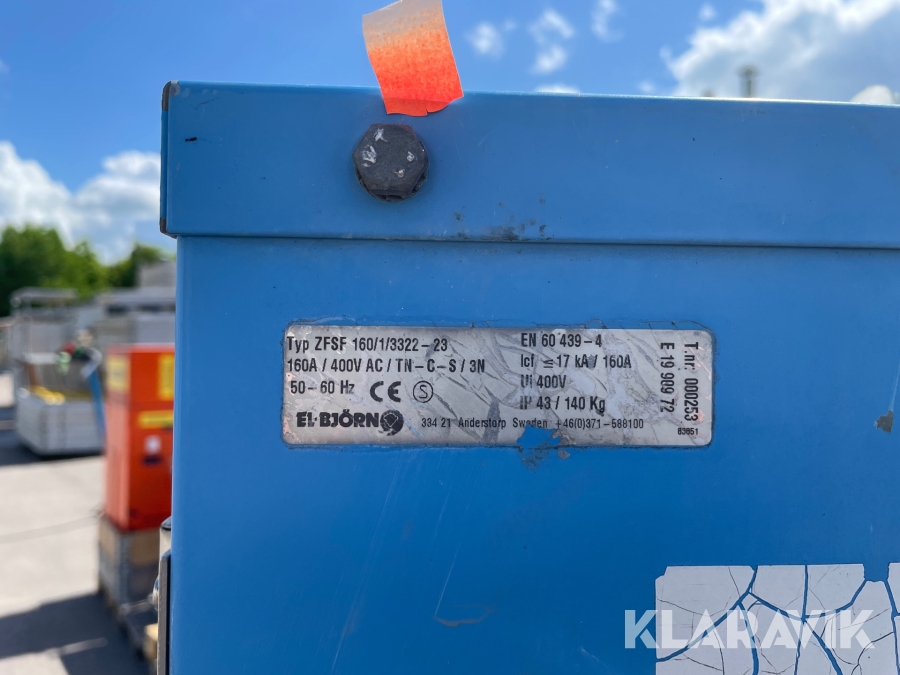 Typ ZFSF 160/1/3322-23
160A / 400V AC / TN-C-S / 3N
50-60 Hz CE S
EL-BJÖRN
EN 60 439-4
Icf ≤ 17 kA / 160A
Ui 400V
IP 43 / 140 Kg
334 21 Anderstorp Sweden +46(0)371-588100
T.nr. 000253
E 19 989 72
83651
KLARAVIK